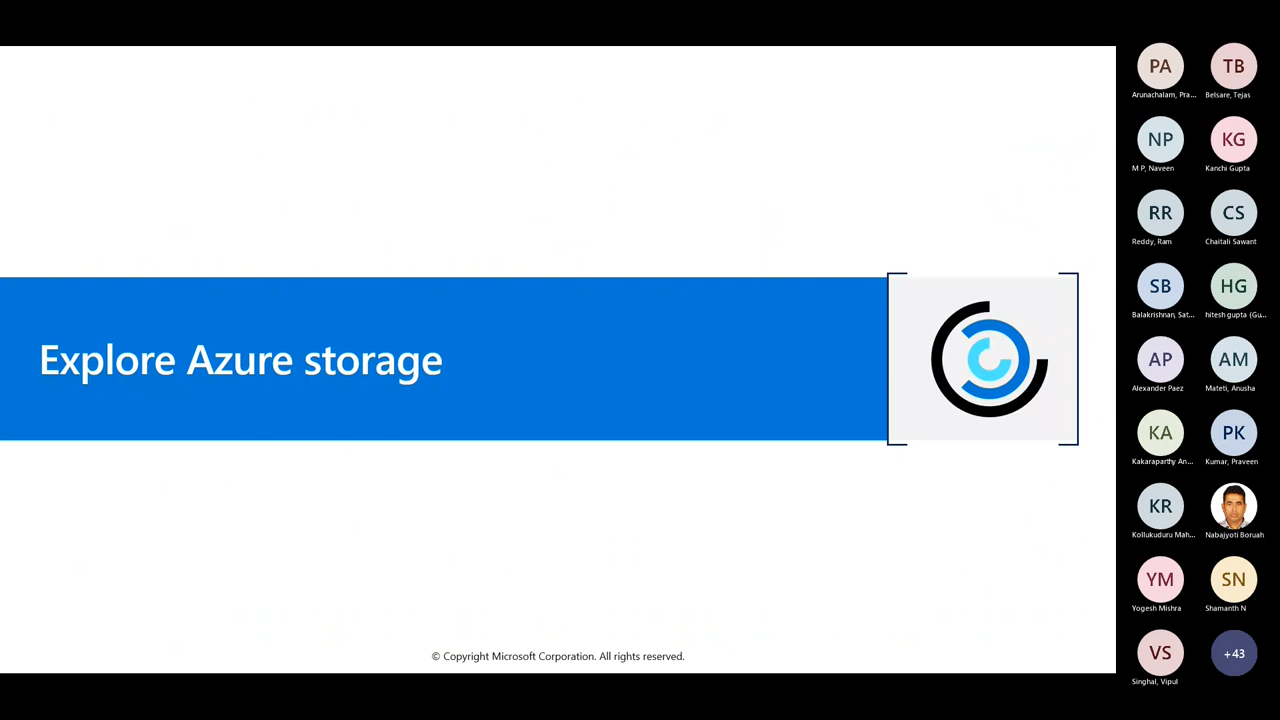 Explore Azure storage
© Copyright Microsoft Corporation. All rights reserved.
PA
TB
Arunachalam, Pra...
Belsare, Tejas
NP
KG
M P, Naveen
Kanchi Gupta
RR
CS
Reddy, Ram
Chaitali Sawant
SB
HG
Balakrishnan, Sat...
hitesh gupta (Gu...
AP
AM
Alexander Paez
Mateti, Anusha
KA
PK
Kakaraparthy An...
Kumar, Praveen
KR
Kollukuduru Mah...
Nabajyoti Boruah
YM
SN
Yogesh Mishra
Shamanth N
VS
+43
Singhal, Vipul